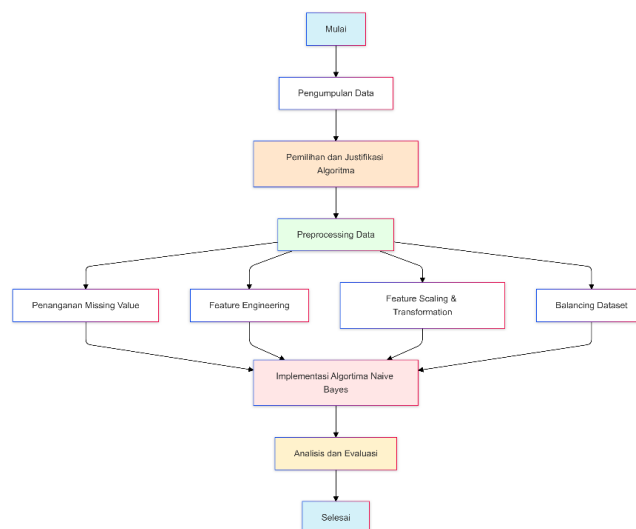 Mulai
Pengumpulan Data
Pemilihan dan Justifikasi
Algoritma
Preprocessing Data
Penanganan Missing Value
Feature Engineering
Feature Scaling &
Transformation
Balancing Dataset
Implementasi Algortima Naive
Bayes
Analisis dan Evaluasi
Selesai